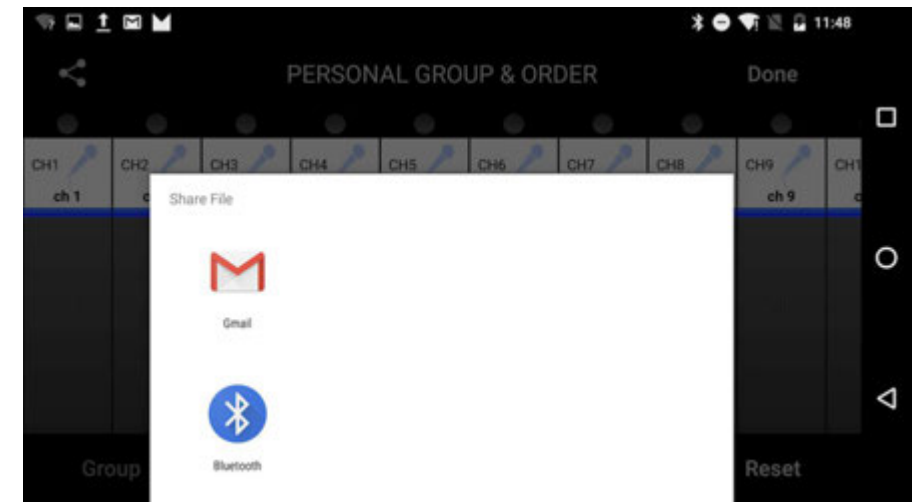 11:48
PERSONAL GROUP & ORDER Done
CH1 CH2 CH3 CH4 CH5 CH6 CH7 CH8 CH9 CH1
ch 1 c ch 9 c
Share File
Gmail
Bluetooth
Group Reset